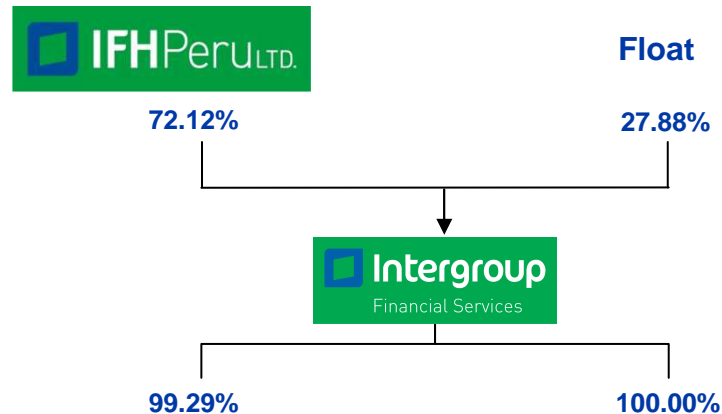 IFHPeru LTD.
Float
72.12%
27.88%
Intergroup
Financial Services
99.29%
100.00%